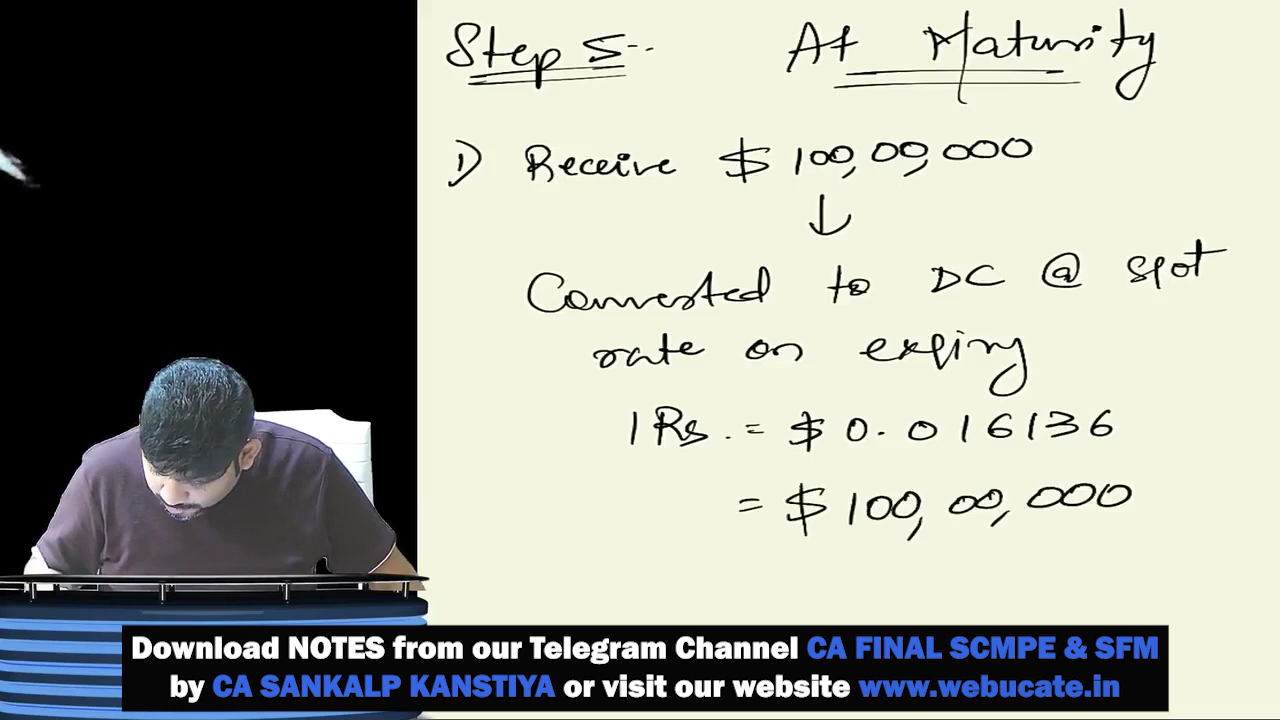 Step 5:- At Maturity
1) Receive $ 100,00,000
↓
Converted to DC @ spot
rate on expiry
1 Rs. = $ 0.016136
= $ 100,00,000
Download NOTES from our Telegram Channel CA FINAL SCMPE & SFM
by CA SANKALP KANSTIYA or visit our website www.webucate.in